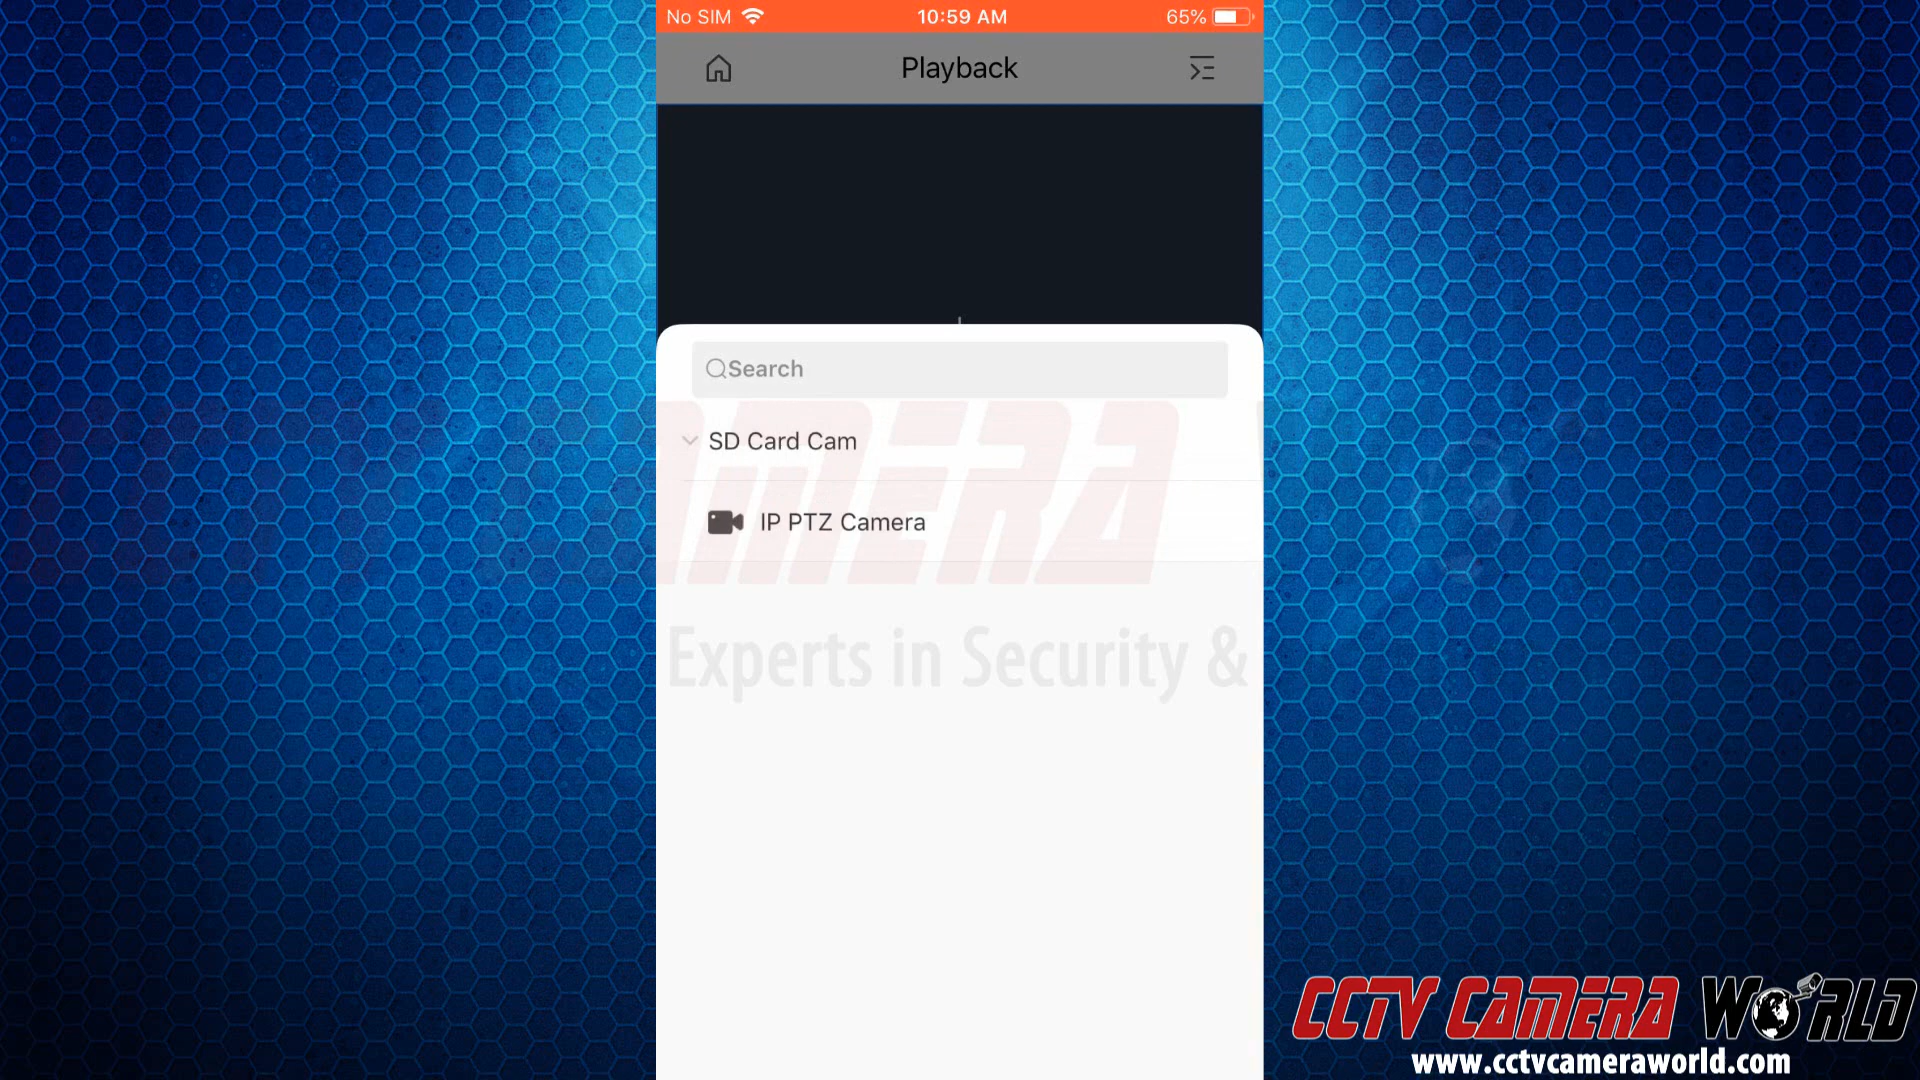 No SIM 10:59 AM 65%
Playback
Search
SD Card Cam
IP PTZ Camera
CAMERA
Experts in Security &
CCTV CAMERA WORLD
www.cctvcameraworld.com